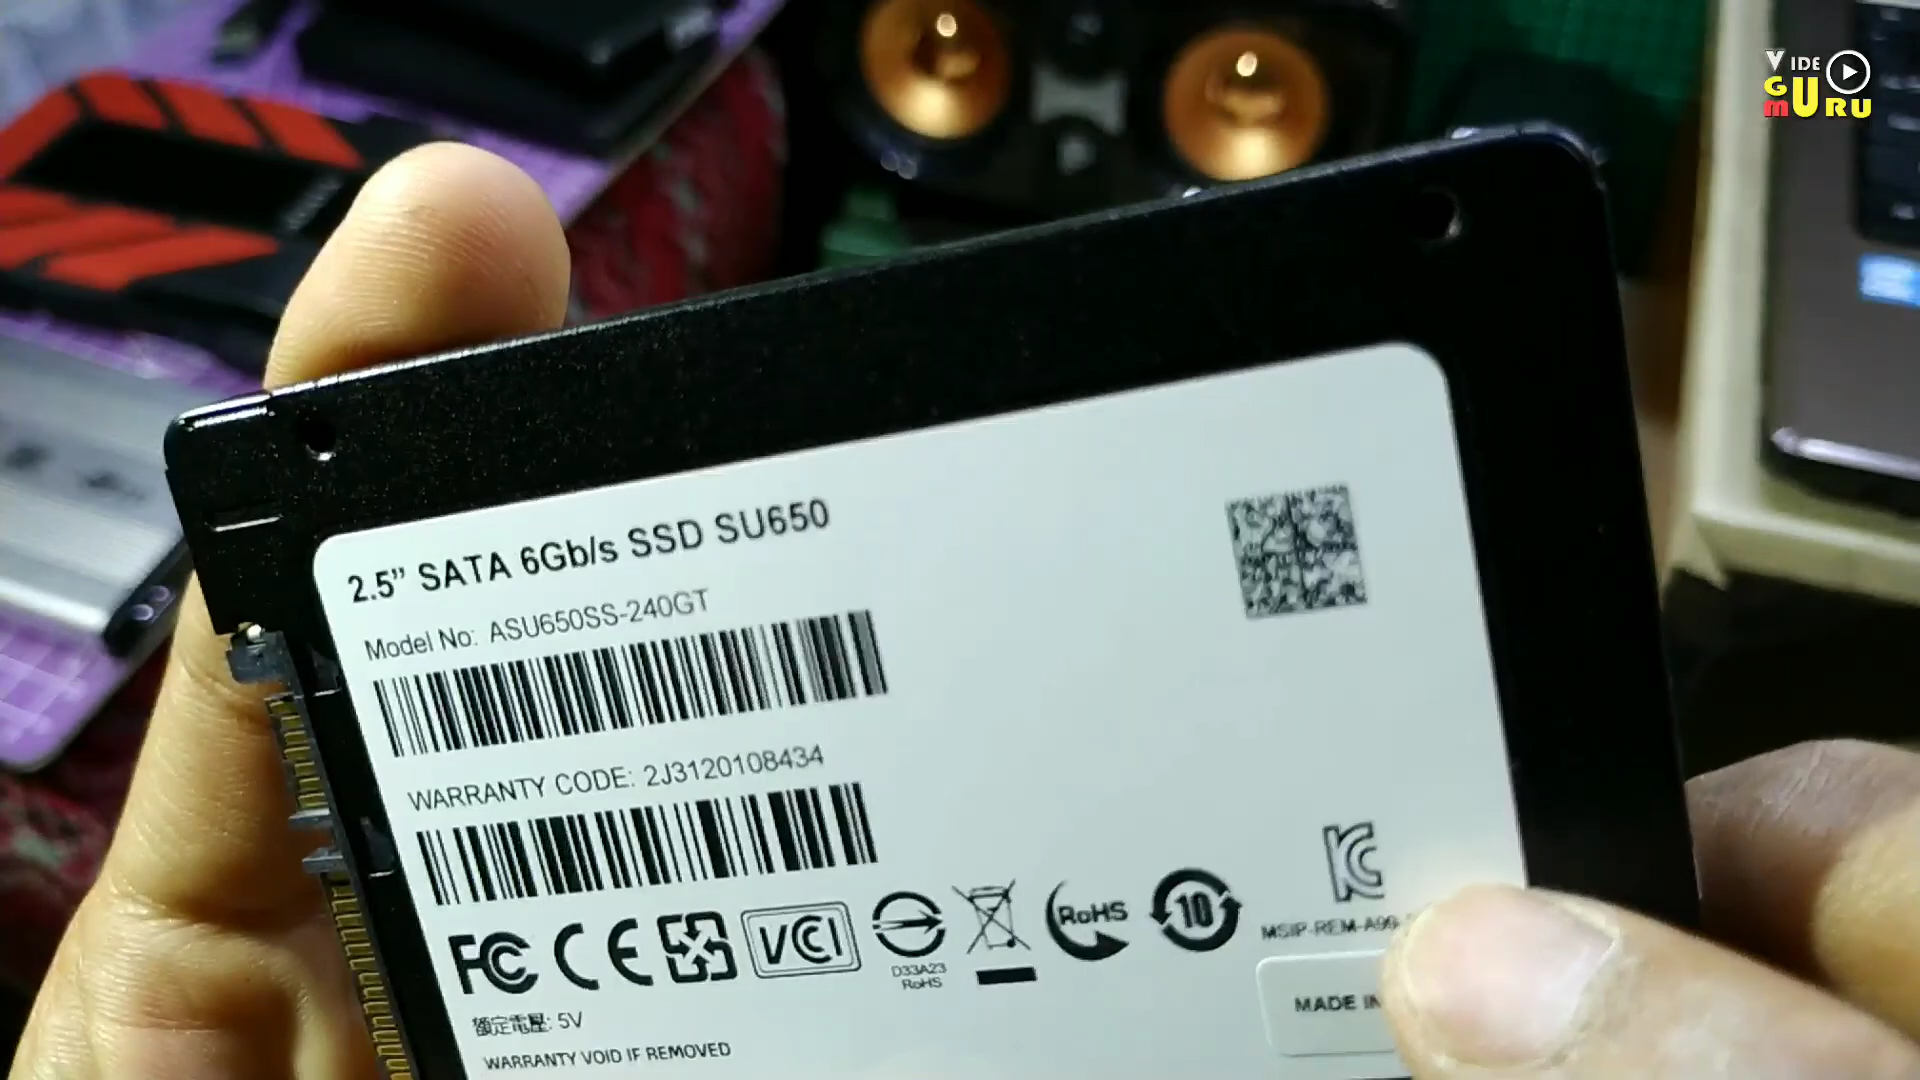 VIDE
GURU
m
2.5” SATA 6Gb/s SSD SU650
Model No: ASU650SS-240GT
WARRANTY CODE: 2J3120108434
FC CE VCI
D33A23
RoHS
RoHS
10
MSIP-REM-A99-
MADE IN
額定電壓: 5V
WARRANTY VOID IF REMOVED